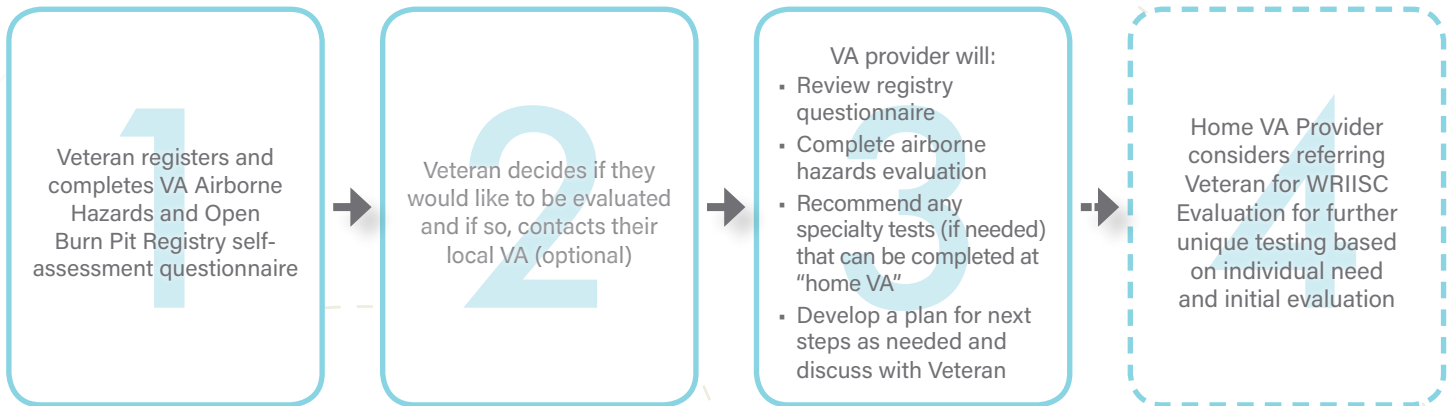 1
Veteran registers and
completes VA Airborne
Hazards and Open
Burn Pit Registry self-
assessment questionnaire
2
Veteran decides if they
would like to be evaluated
and if so, contacts their
local VA (optional)
3
VA provider will:
▪ Review registry
questionnaire
▪ Complete airborne
hazards evaluation
▪ Recommend any
specialty tests (if needed)
that can be completed at
“home VA”
▪ Develop a plan for next
steps as needed and
discuss with Veteran
4
Home VA Provider
considers referring
Veteran for WRIISC
Evaluation for further
unique testing based
on individual need
and initial evaluation